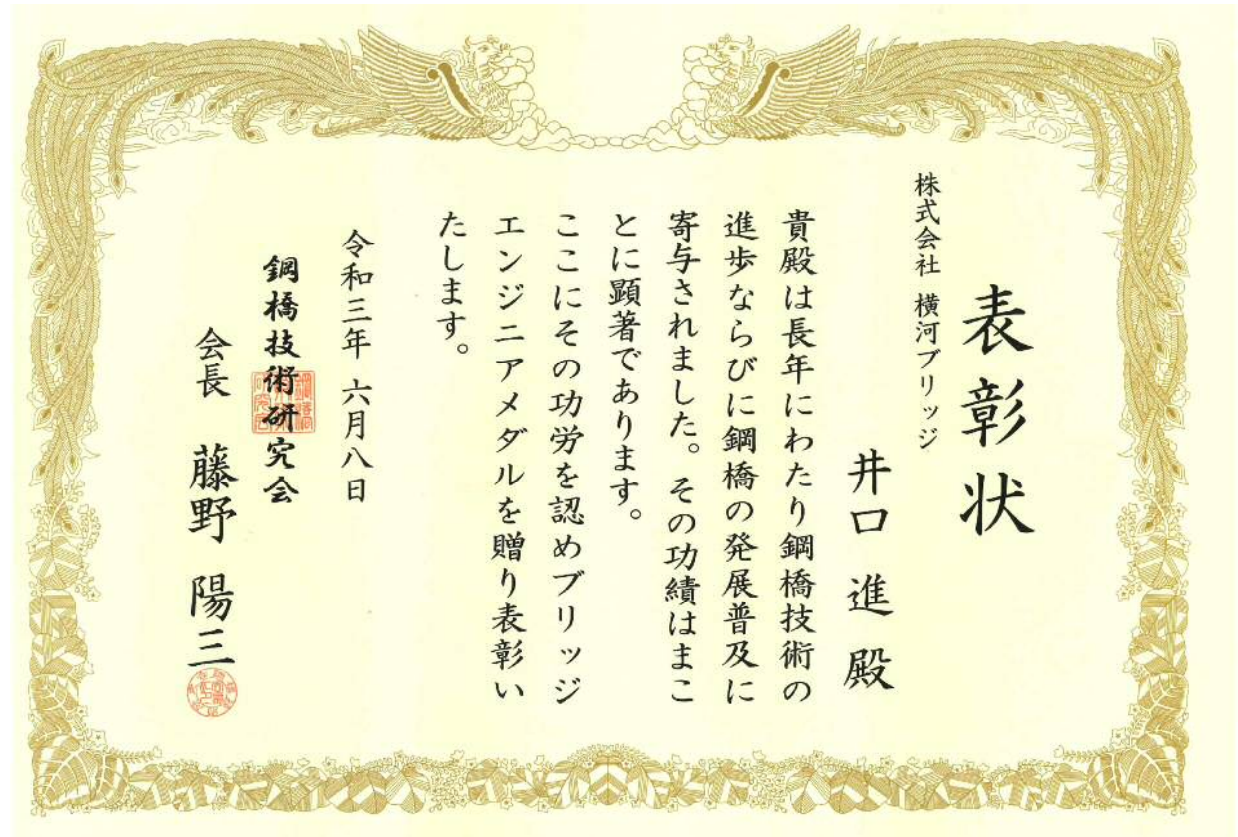 表彰状
株式会社 横河ブリッジ
井口 進 殿
貴殿は長年にわたり鋼橋技術の
進歩ならびに鋼橋の発展普及に
寄与されました。その功績はまこ
とに顕著であります。
ここにその功労を認めブリッジ
エンジニアメダルを贈り表彰い
たします。
令和三年 六月八日
鋼橋技術研究会
会長 藤野 陽三